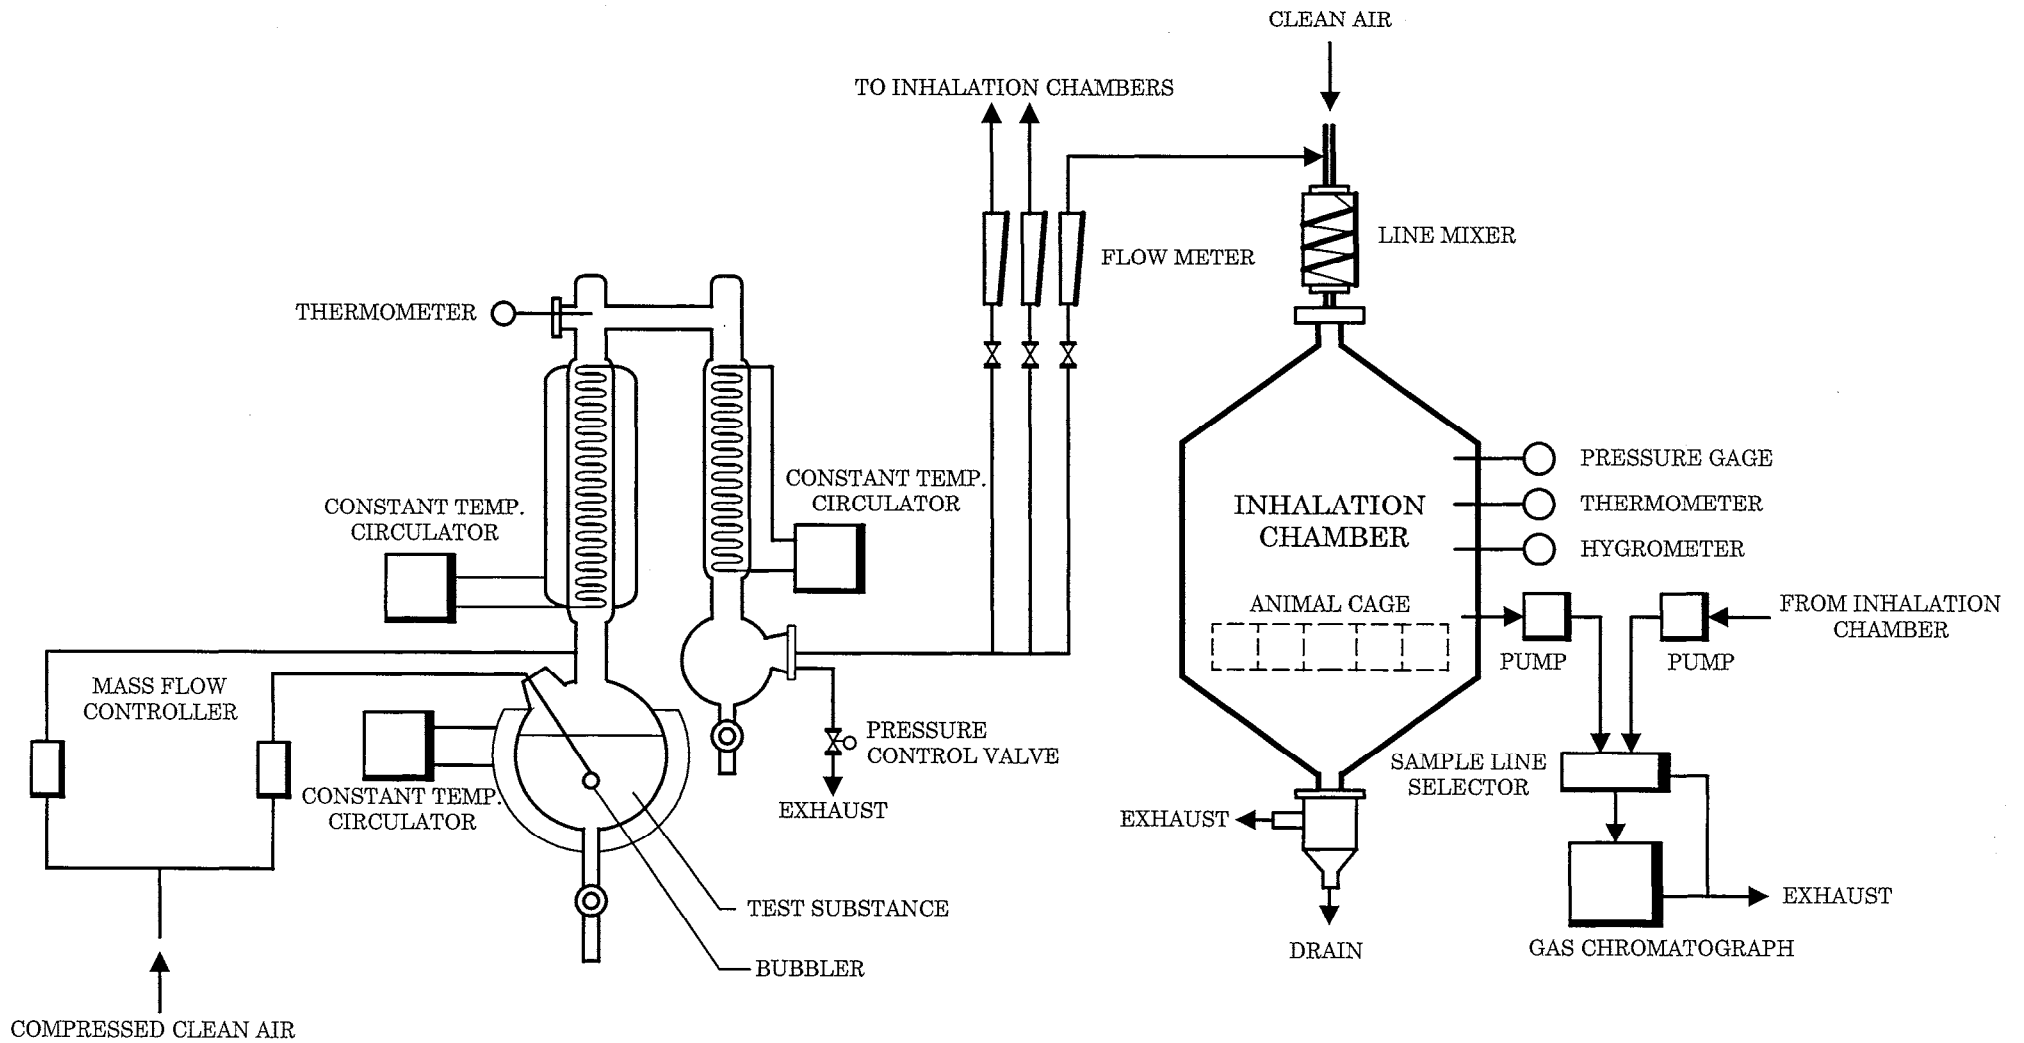 CLEAN AIR
TO INHALATION CHAMBERS
LINE MIXER
FLOW METER
THERMOMETER
CONSTANT TEMP.
CIRCULATOR
CONSTANT TEMP.
CIRCULATOR
PRESSURE GAGE
THERMOMETER
HYGROMETER
INHALATION
CHAMBER
ANIMAL CAGE
FROM INHALATION
CHAMBER
PUMP
PUMP
MASS FLOW
CONTROLLER
PRESSURE
CONTROL VALVE
SAMPLE LINE
SELECTOR
CONSTANT TEMP.
CIRCULATOR
EXHAUST
EXHAUST
EXHAUST
TEST SUBSTANCE
DRAIN
GAS CHROMATOGRAPH
BUBBLER
COMPRESSED CLEAN AIR